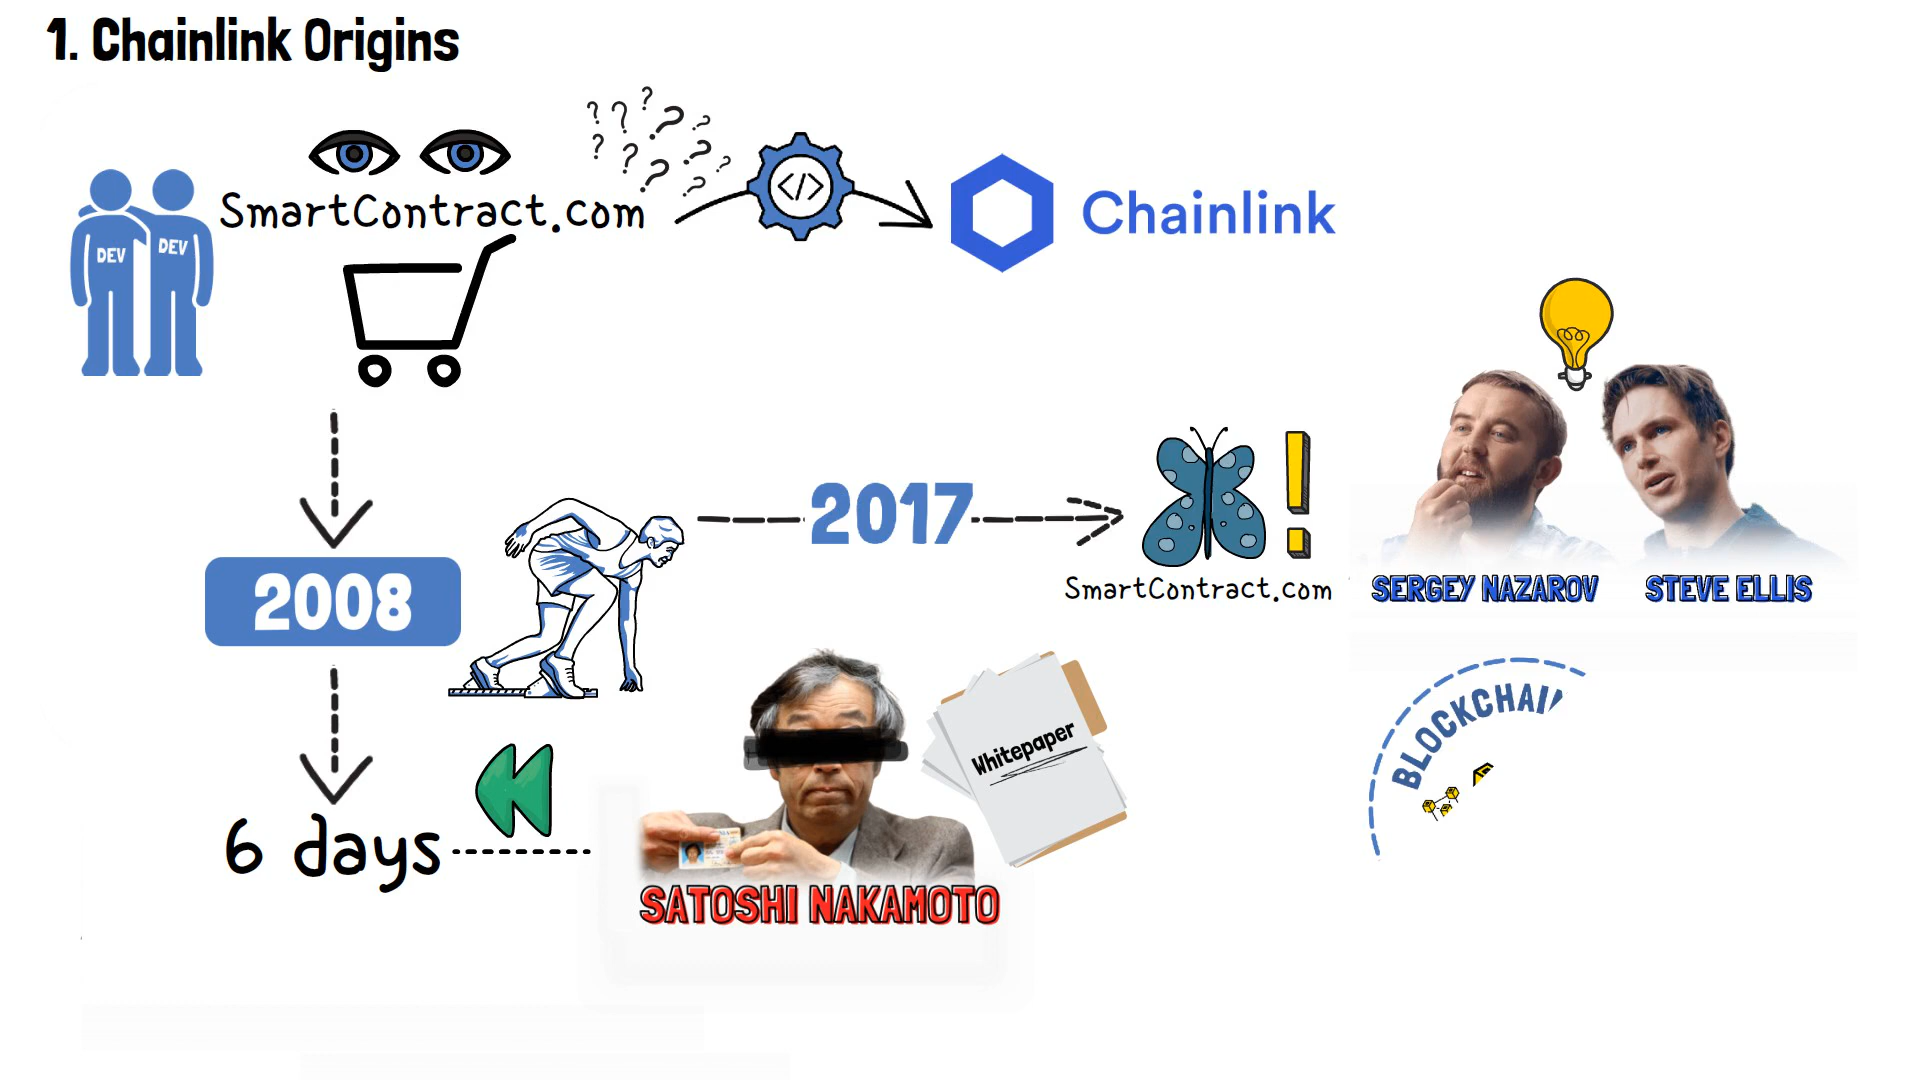 1. Chainlink Origins
? ? ? ? ? ? ? ? ? ? ? ?
SmartContract.com
</>
Chainlink
DEV
DEV
2017
SmartContract.com
SERGEY NAZAROV
STEVE ELLIS
2008
Whitepaper
BLOCKCHAIN
6 days
SATOSHI NAKAMOTO